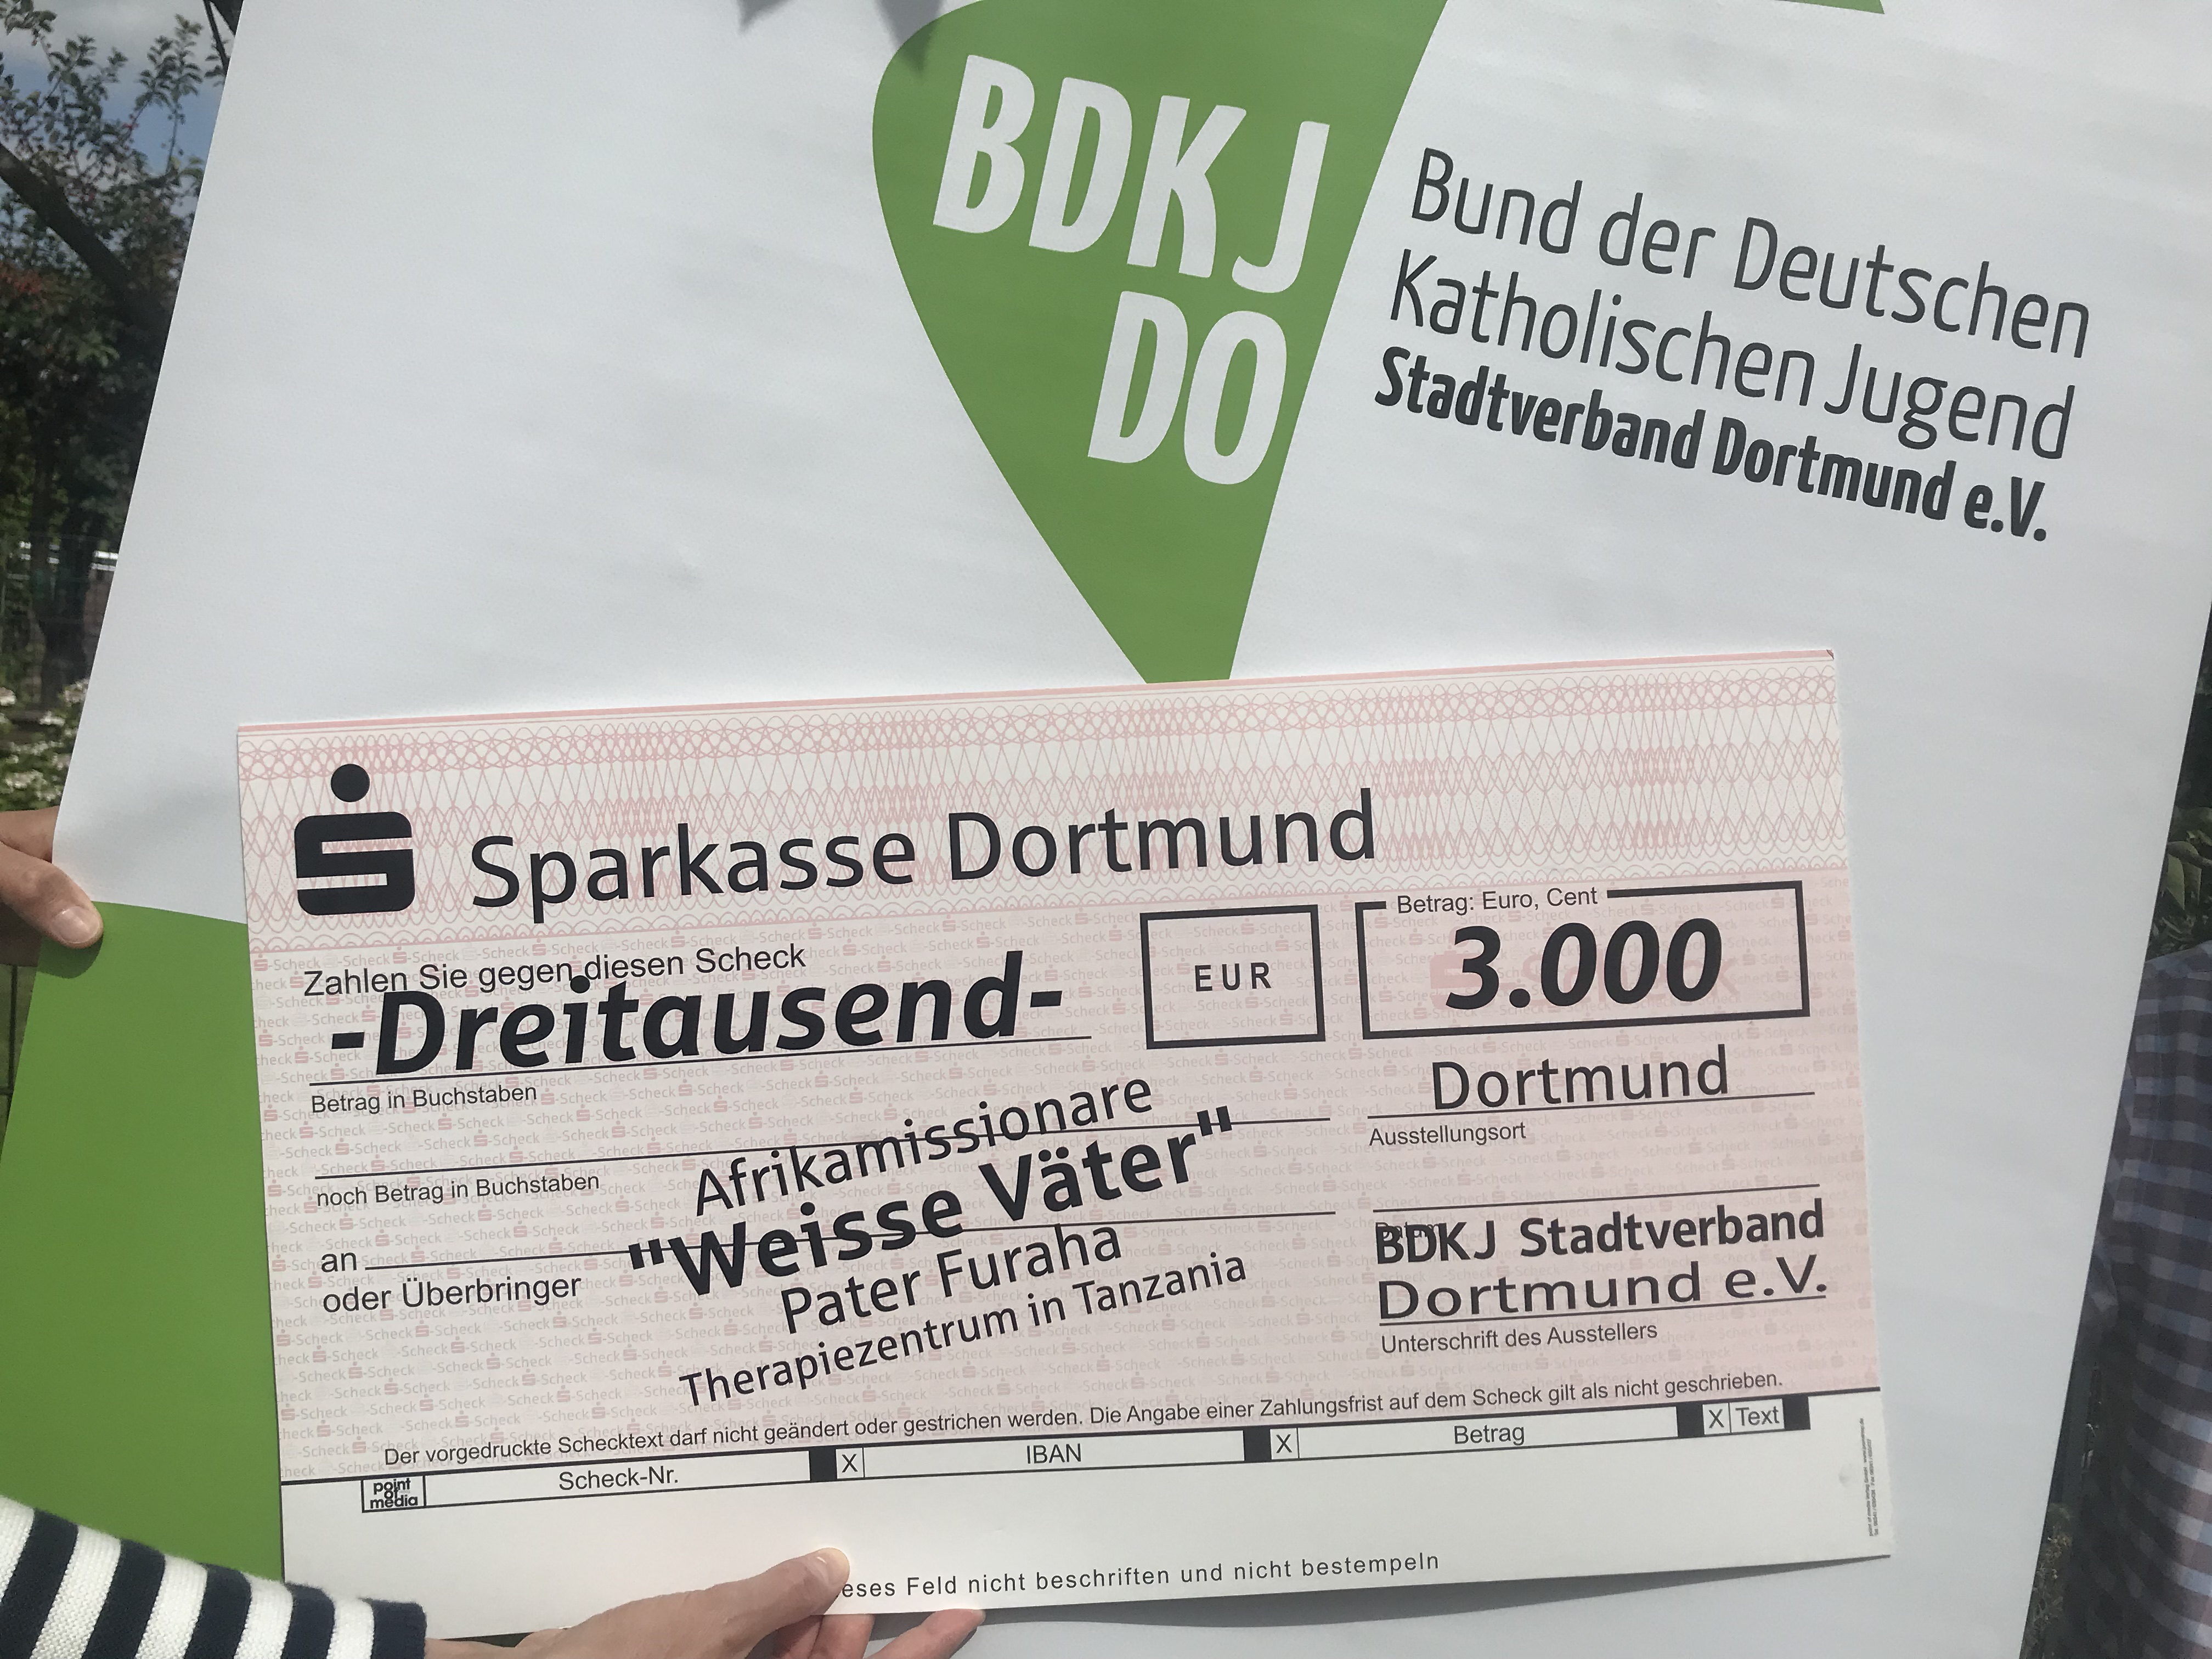 BDKJ
DO
Bund der Deutschen
Katholischen Jugend
Stadtverband Dortmund e.V.
Sparkasse Dortmund
Zahlen Sie gegen diesen Scheck
-Dreitausend-
EUR
Betrag: Euro, Cent
3.000
Betrag in Buchstaben
Dortmund
Ausstellungsort
noch Betrag in Buchstaben
Afrikamissionare
"Weisse Väter"
Pater Furaha
Therapiezentrum in Tanzania
an
oder Überbringer
BDKJ Stadtverband
Dortmund e.V.
Unterschrift des Ausstellers
Der vorgedruckte Schecktext darf nicht geändert oder gestrichen werden. Die Angabe einer Zahlungsfrist auf dem Scheck gilt als nicht geschrieben.
point of media
Scheck-Nr. X IBAN X Betrag X Text
eses Feld nicht beschriften und nicht bestempeln